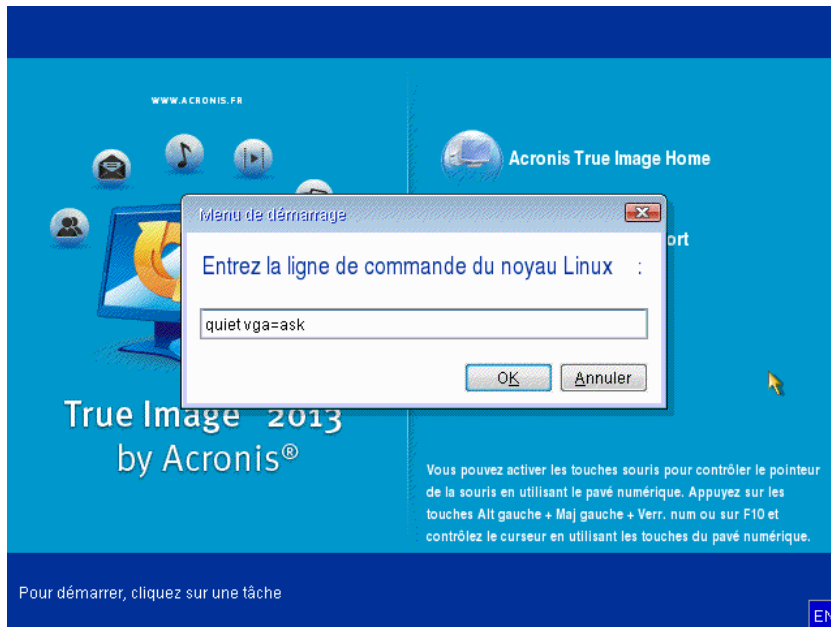 WWW.ACRONIS.FR
Acronis True Image Home
ort
Menu de démarrage
Entrez la ligne de commande du noyau Linux :
quiet vga=ask
OK
Annuler
True Image 2013
by Acronis®
Vous pouvez activer les touches souris pour contrôler le pointeur
de la souris en utilisant le pavé numérique. Appuyez sur les
touches Alt gauche + Maj gauche + Verr. num ou sur F10 et
contrôlez le curseur en utilisant les touches du pavé numérique.
Pour démarrer, cliquez sur une tâche
EN